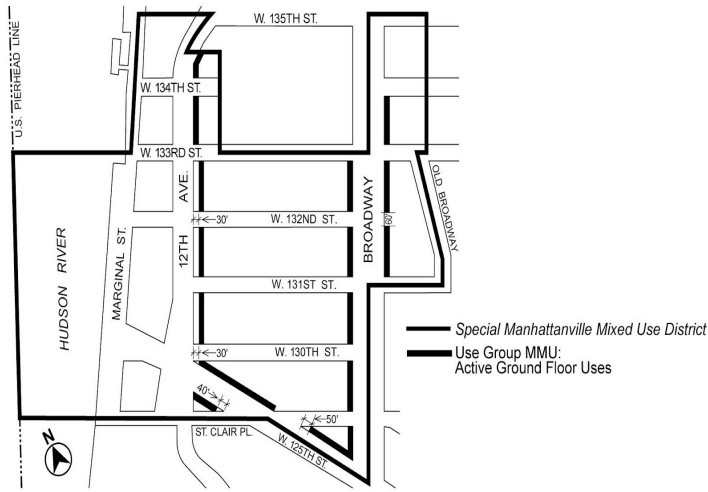 W. 135TH ST.
U.S. PIERHEAD LINE
W. 134TH ST.
W. 133RD ST.
OLD BROADWAY
AVE.
12TH
BROADWAY
30'
W. 132ND ST.
60'
MARGINAL ST.
HUDSON RIVER
W. 131ST ST.
Special Manhattanville Mixed Use District
30'
W. 130TH ST.
Use Group MMU:
Active Ground Floor Uses
40'
50'
ST. CLAIR PL.
W. 125TH ST.
N